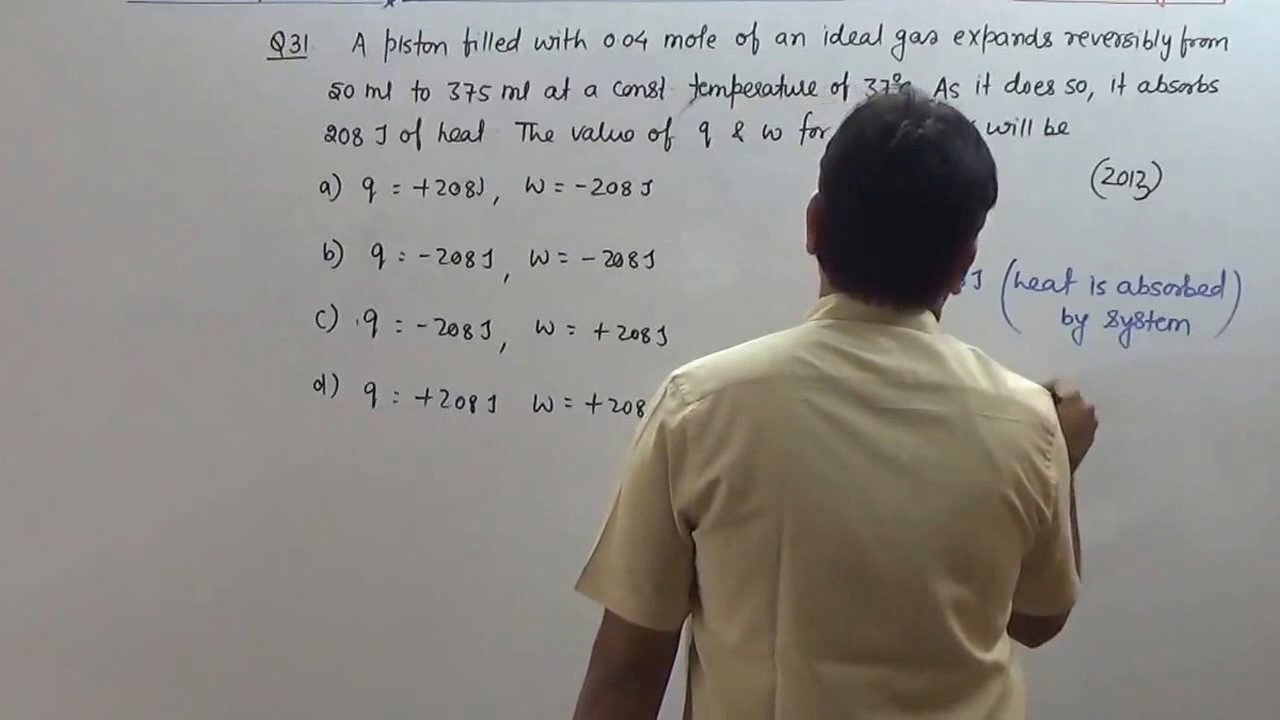 Q31 A piston filled with 0.04 mole of an ideal gas expands reversibly from
50 ml to 375 ml at a const temperature of 37°C As it does so, it absorbs
208 J of heat The value of q & w for will be
(2013)
a) q = +208J, W = -208 J
b) q = -208J, W = -208J
c) q = -208J, W = +208J
d) q = +208J W = +208
J (heat is absorbed
by system)